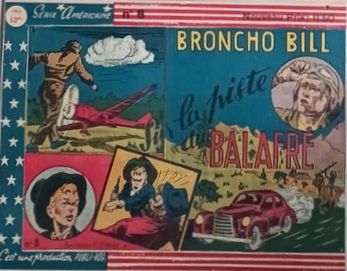 SÉRIE AMÉRICAINE n° 8
BRONCHO BILL
Sur la piste
du
BALAFRÉ
N° 8
C'est une production PUBLI-VOG